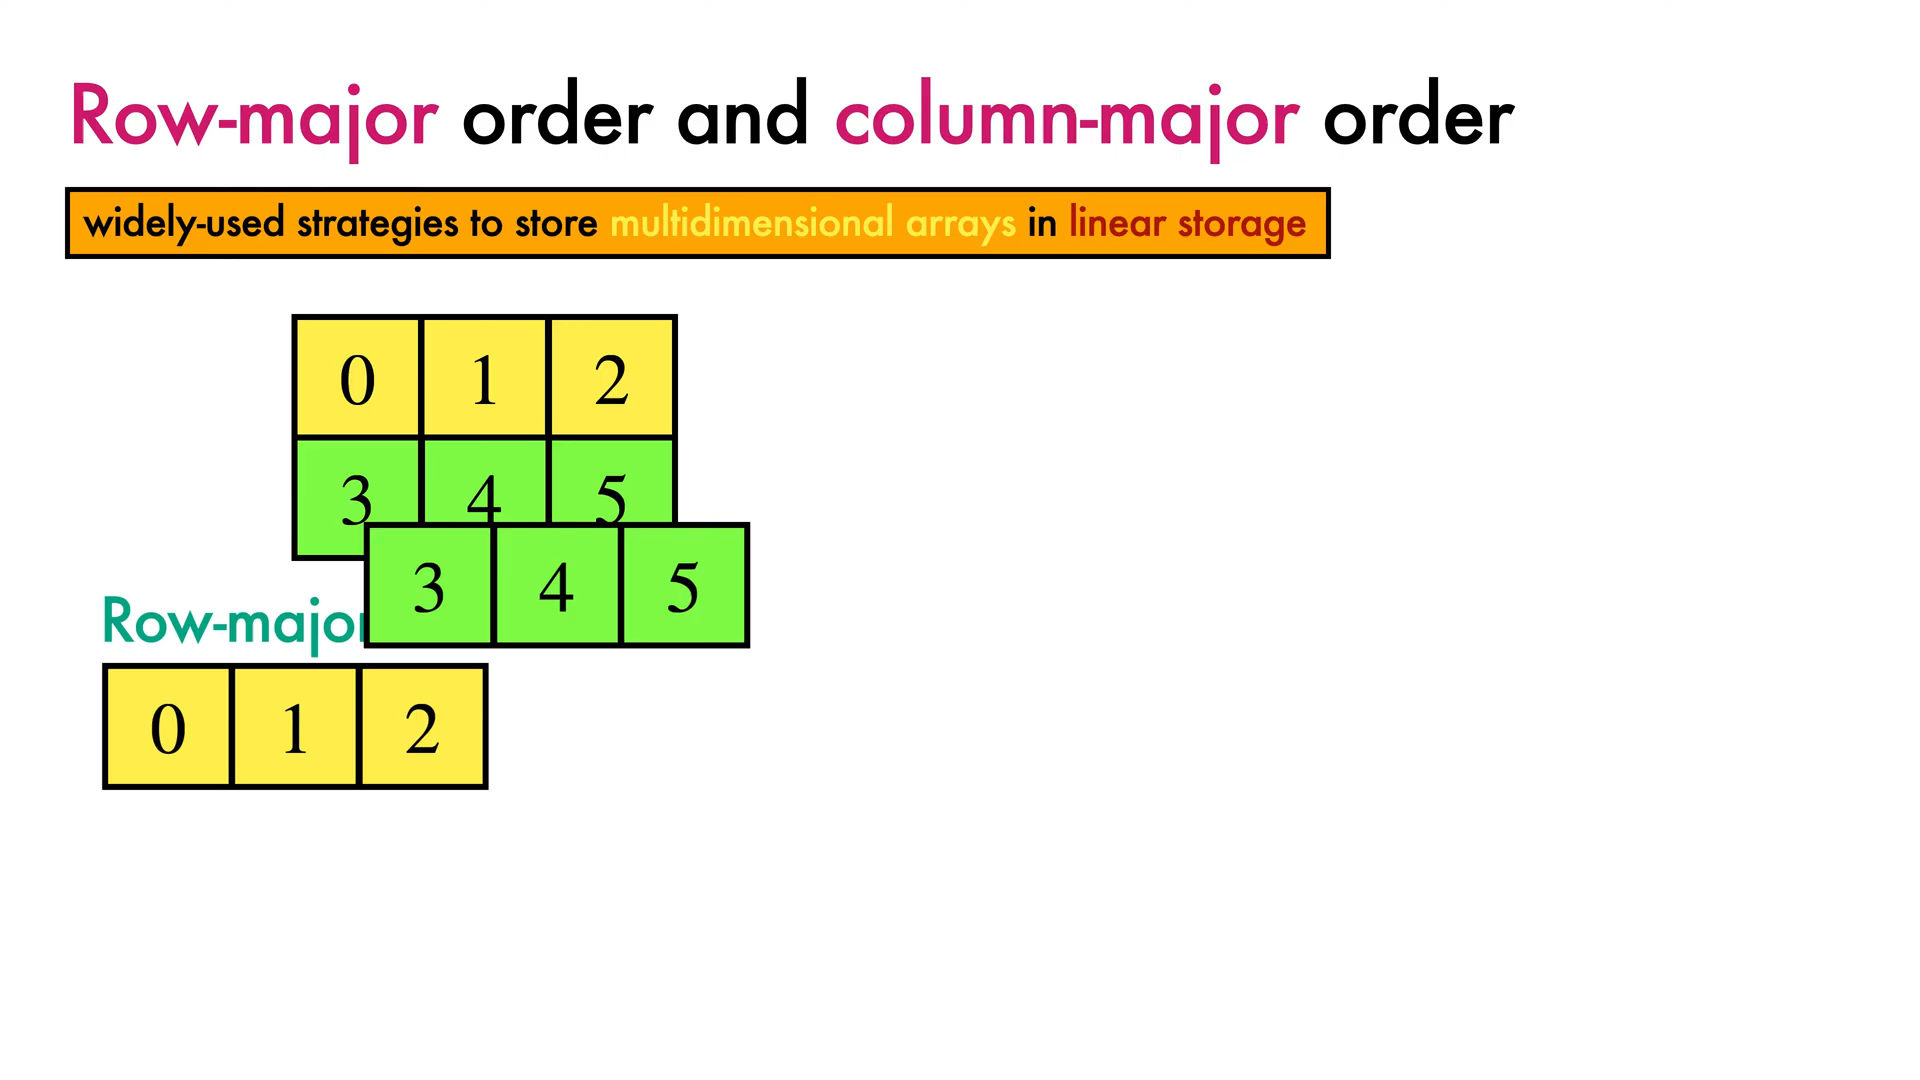 Row-major order and column-major order
widely-used strategies to store multidimensional arrays in linear storage
0 1 2
3 4 5
3 4 5
Row-major
0 1 2